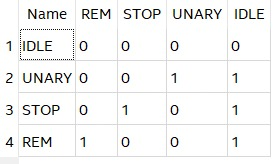 Name REM STOP UNARY IDLE
1 IDLE 0 0 0 0
2 UNARY 0 0 1 1
3 STOP 0 1 0 1
4 REM 1 0 0 1